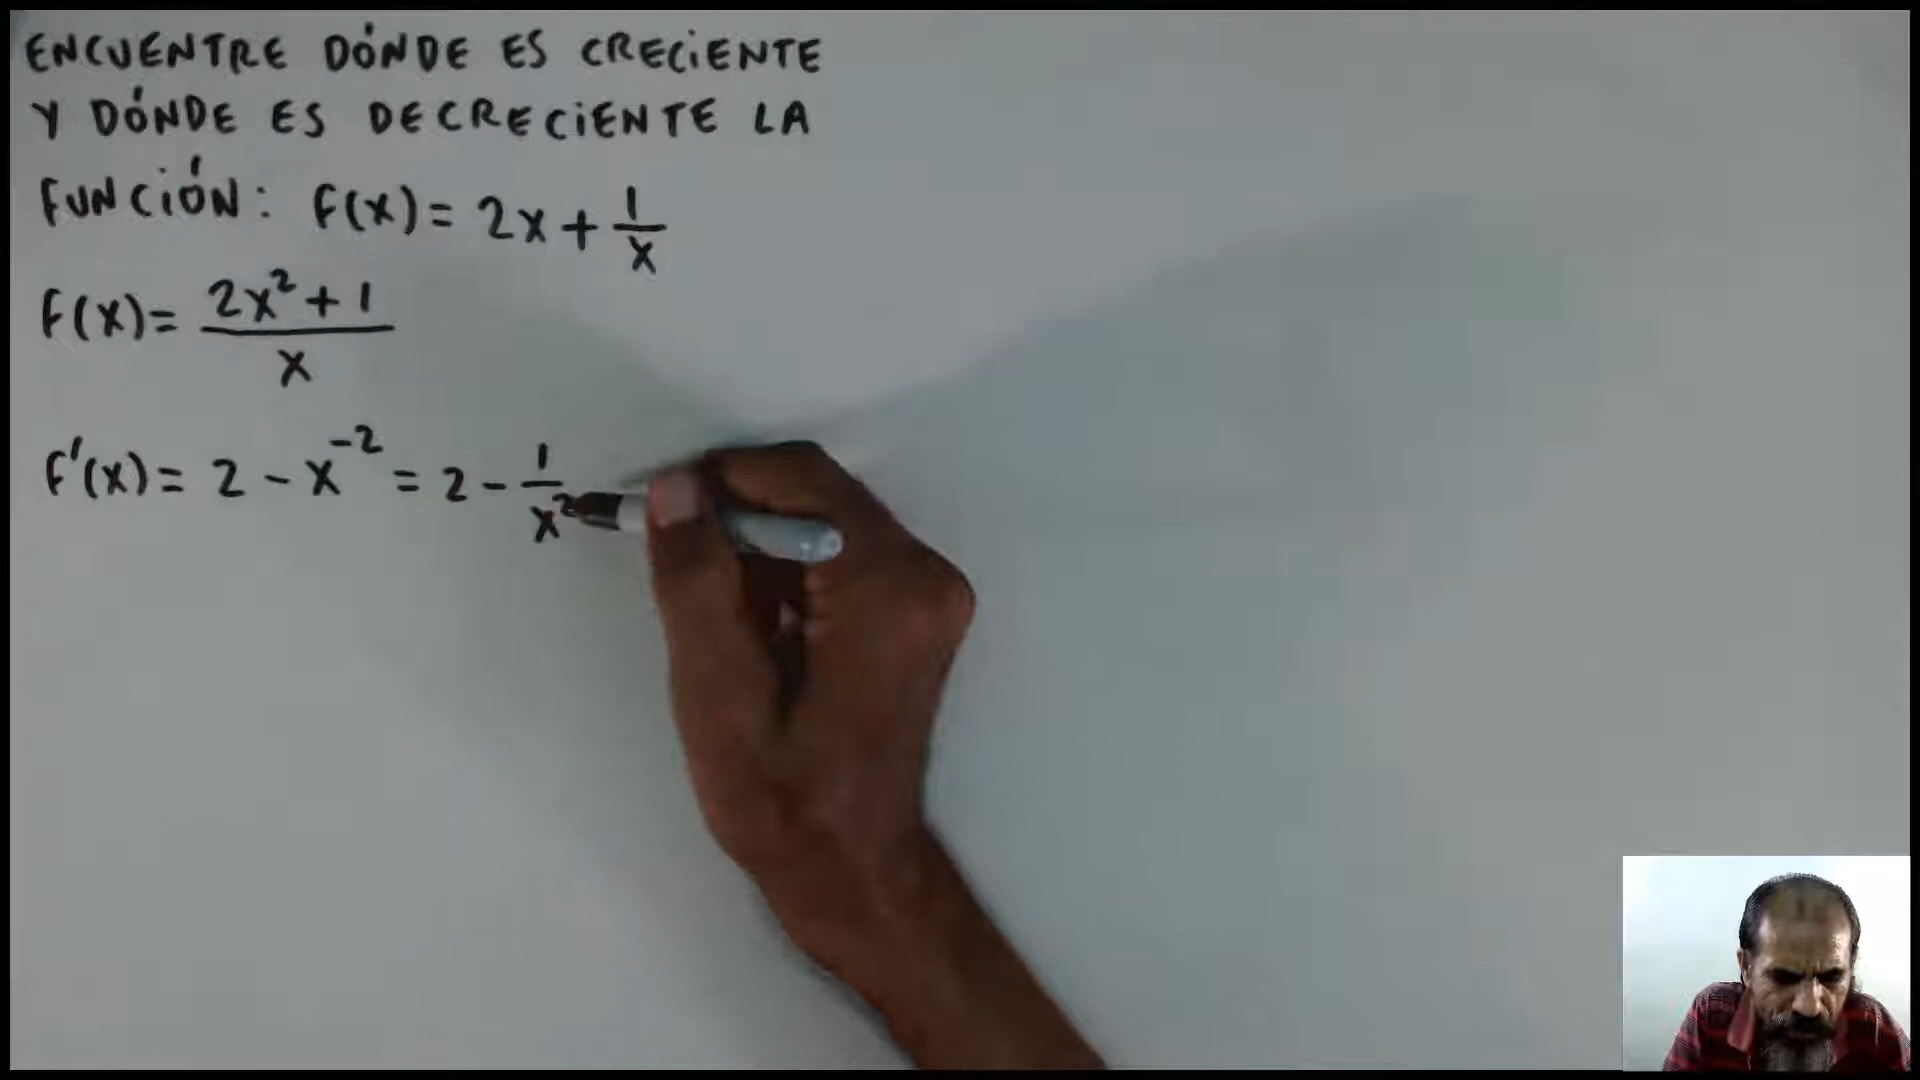 ENCUENTRE DÓNDE ES CRECiENTE
Y DÓNDE ES DECRECiENTE LA
FUNCiÓN: F(X) = 2X + 1/X
F(X) = (2X² + 1)/X
F'(X) = 2 - X⁻² = 2 - 1/X²